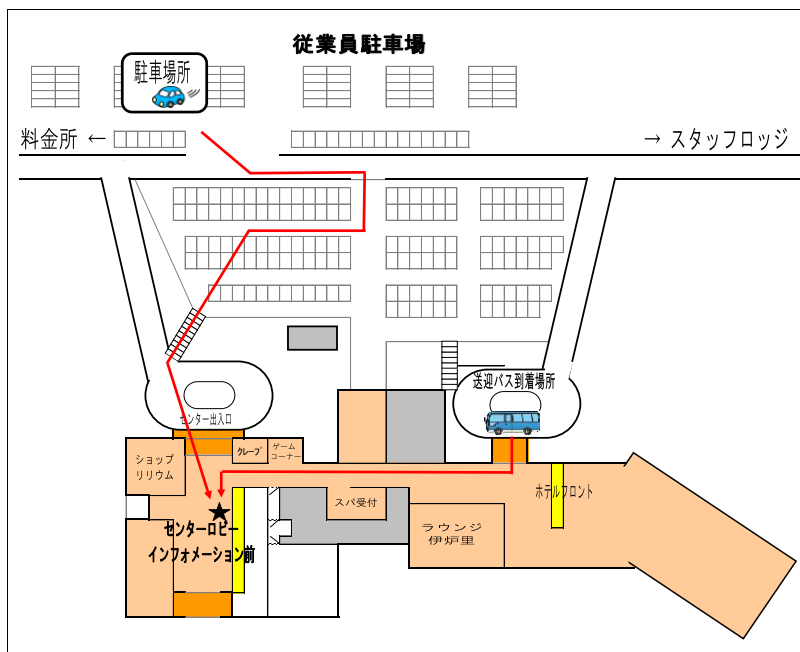 従業員駐車場
駐車場所
料金所 ←
→ スタッフロッジ
送迎バス到着場所
センター出入口
ショップ
リリウム
クレープ
ゲーム
コーナー
スパ受付
ホテルフロント
ラウンジ
伊炉里
センターロビー
インフォメーション前